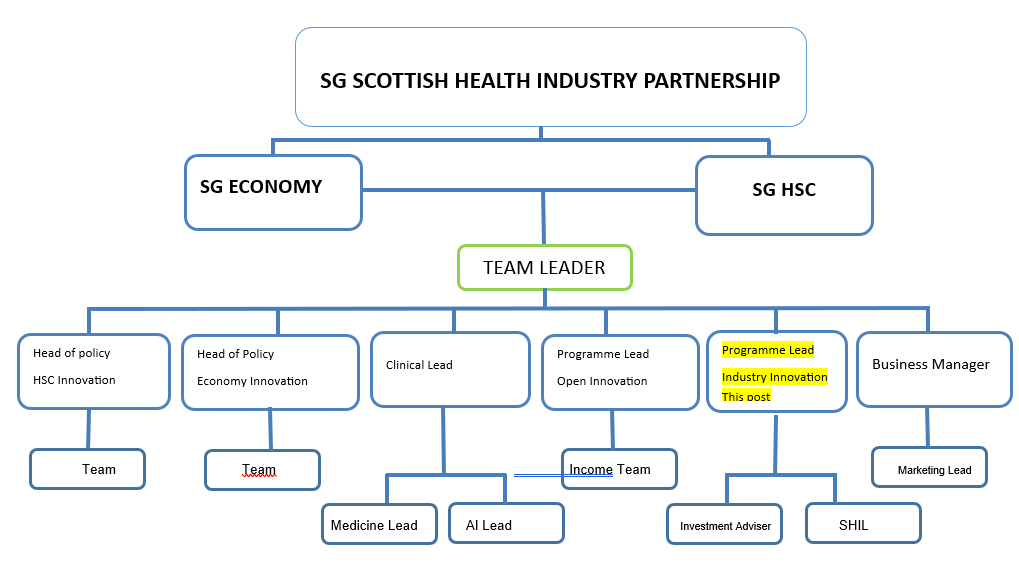 SG SCOTTISH HEALTH INDUSTRY PARTNERSHIP
SG ECONOMY
SG HSC
TEAM LEADER
Head of policy
HSC Innovation
Head of Policy
Economy Innovation
Clinical Lead
Programme Lead
Open Innovation
Programme Lead
Industry Innovation
This post
Business Manager
Team
Team
Income Team
Marketing Lead
Medicine Lead
AI Lead
Investment Adviser
SHIL